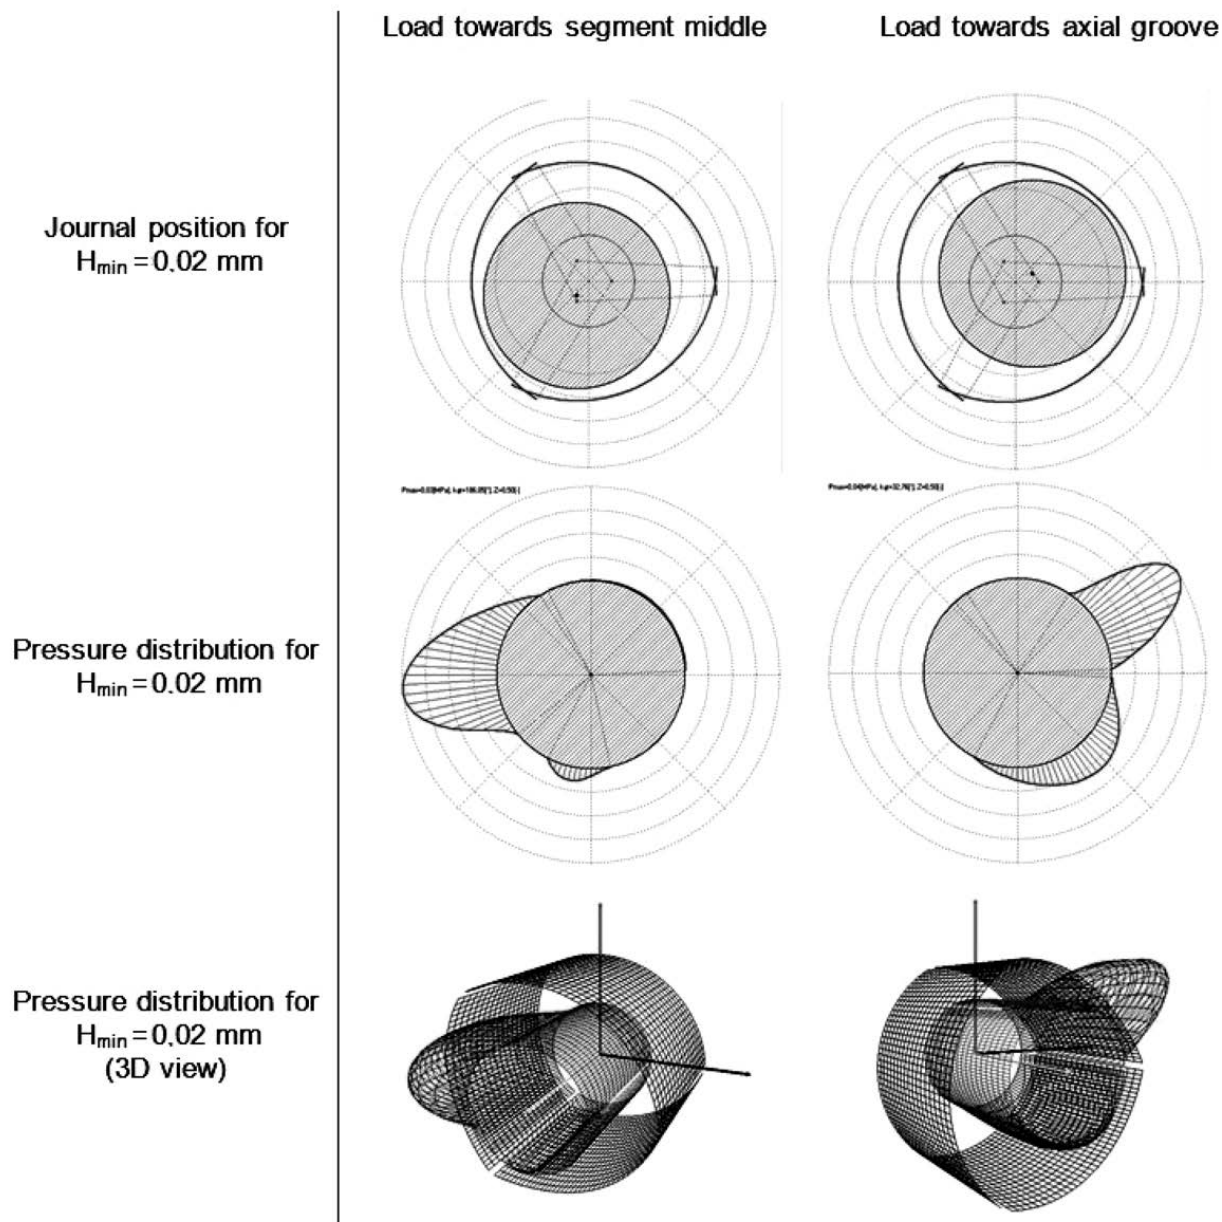 Load towards segment middle
Load towards axial groove
Journal position for
Hmin = 0,02 mm
Pressure distribution for
Hmin = 0,02 mm
Pressure distribution for
Hmin = 0,02 mm
(3D view)